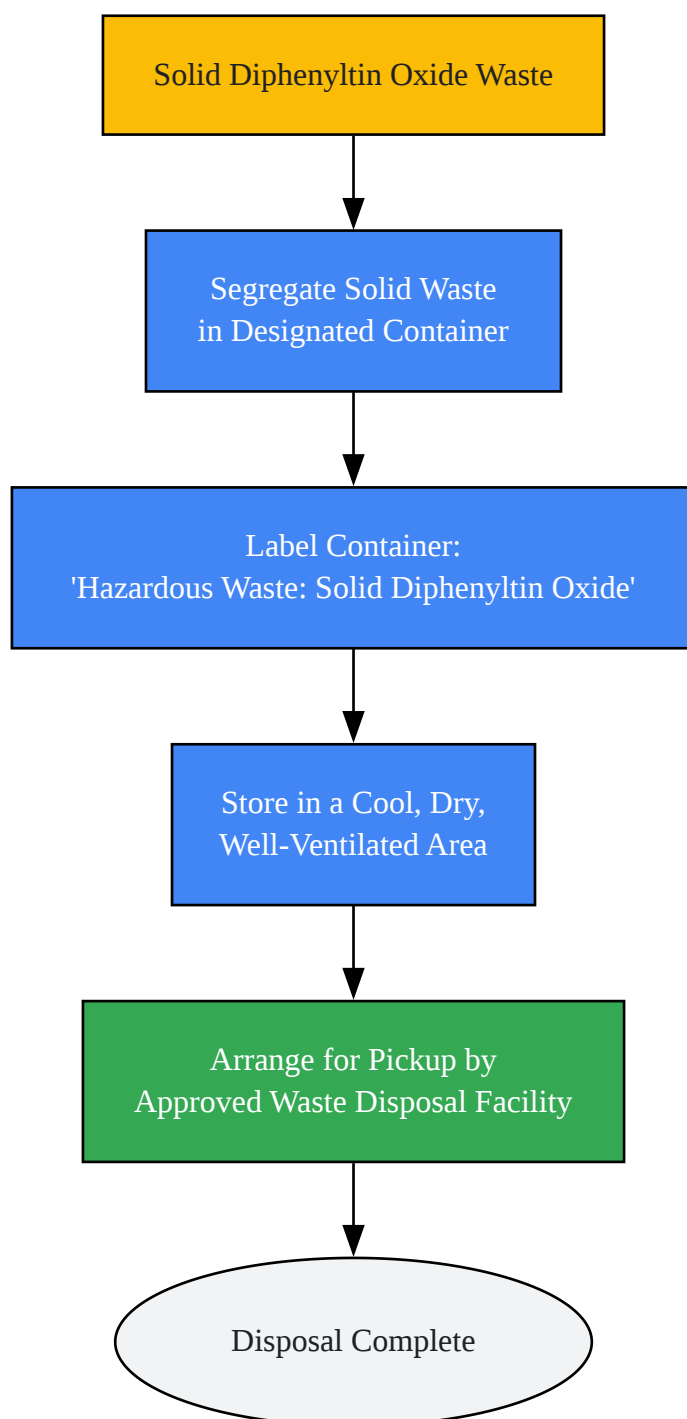 Solid Diphenyltin Oxide Waste
Segregate Solid Waste
in Designated Container
Label Container:
'Hazardous Waste: Solid Diphenyltin Oxide'
Store in a Cool, Dry,
Well-Ventilated Area
Arrange for Pickup by
Approved Waste Disposal Facility
Disposal Complete